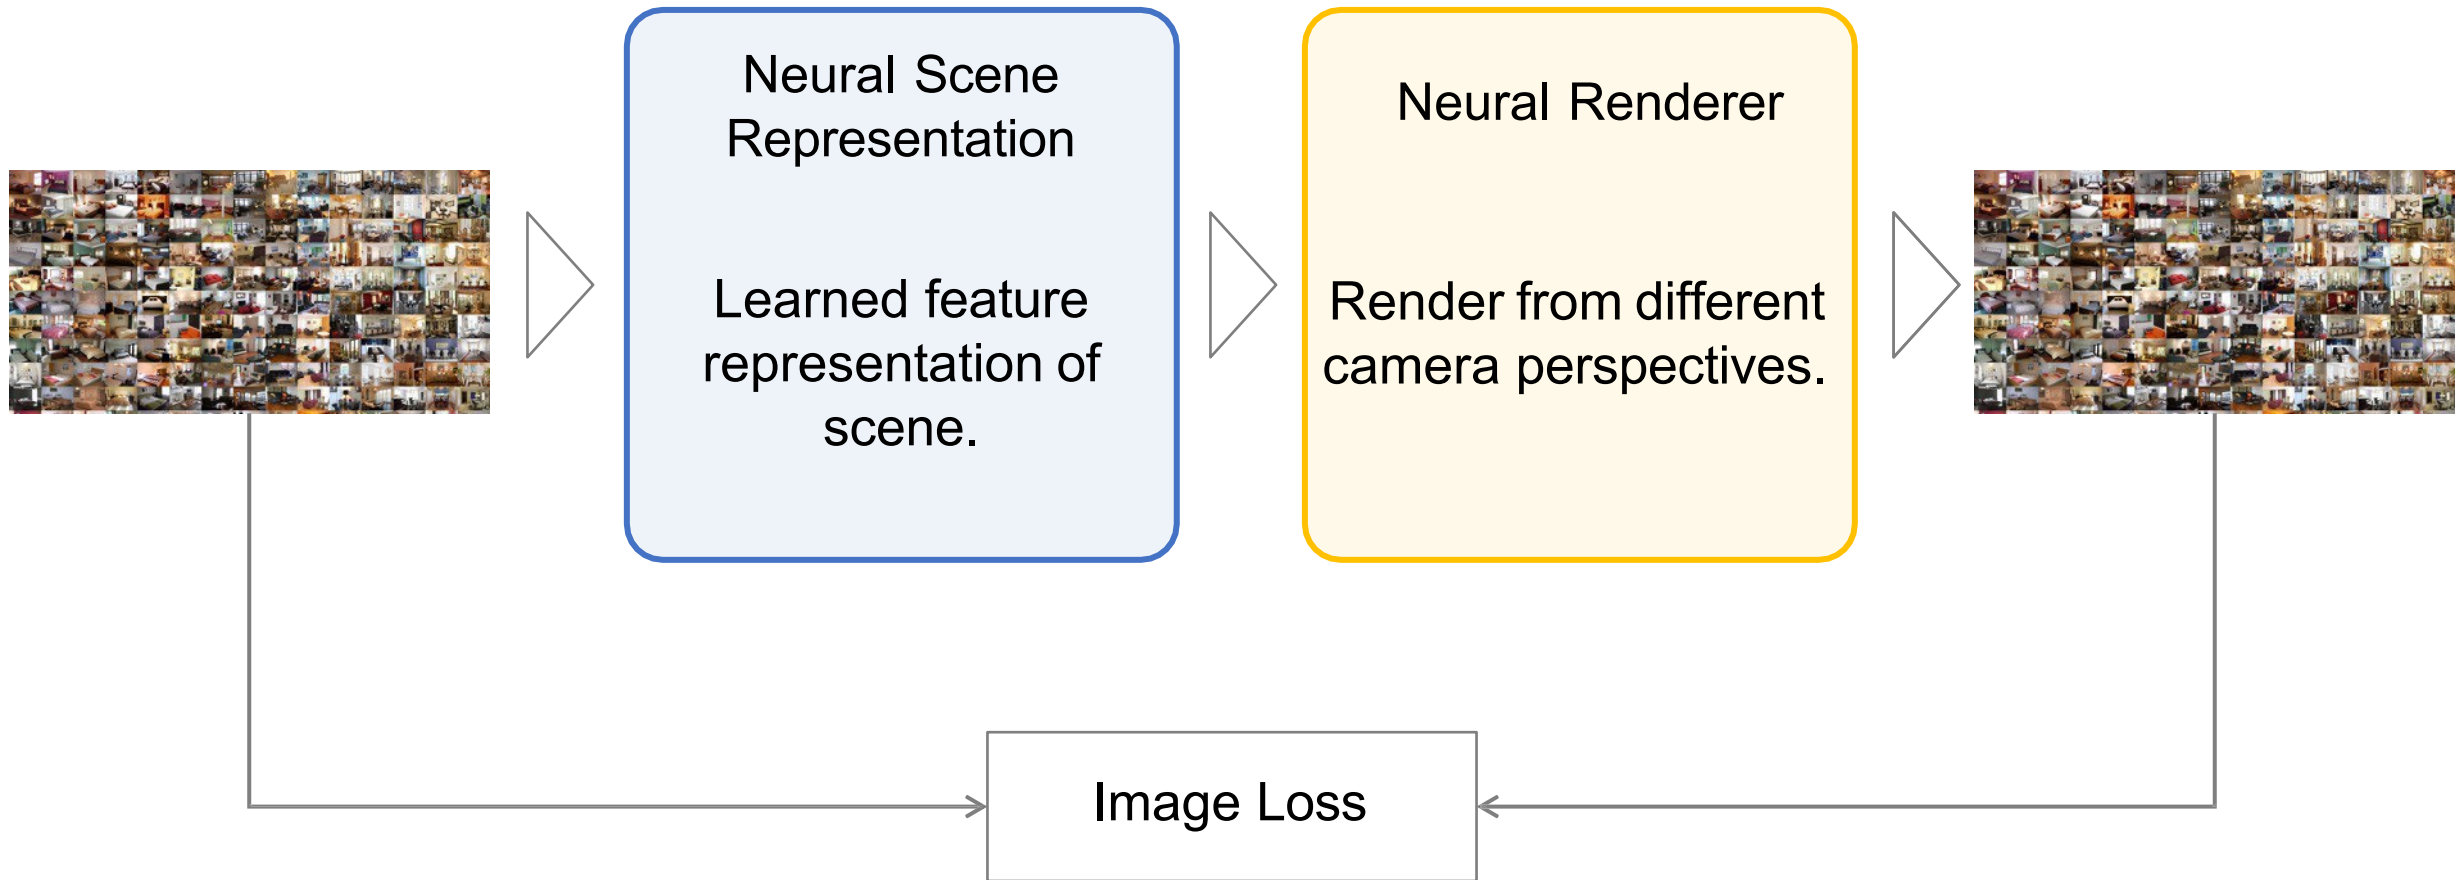 Neural Scene
Representation
Learned feature
representation of
scene.
Neural Renderer
Render from different
camera perspectives.
Image Loss